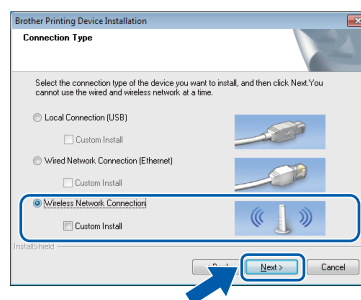 Brother Printing Device Installation
Connection Type
Select the connection type of the device you want to install, and then click Next.You
cannot use the wired and wireless network at a time.
Local Connection (USB)
Custom Install
Wired Network Connection (Ethernet)
Custom Install
Wireless Network Connection
Custom Install
InstallShield
Next >
Cancel